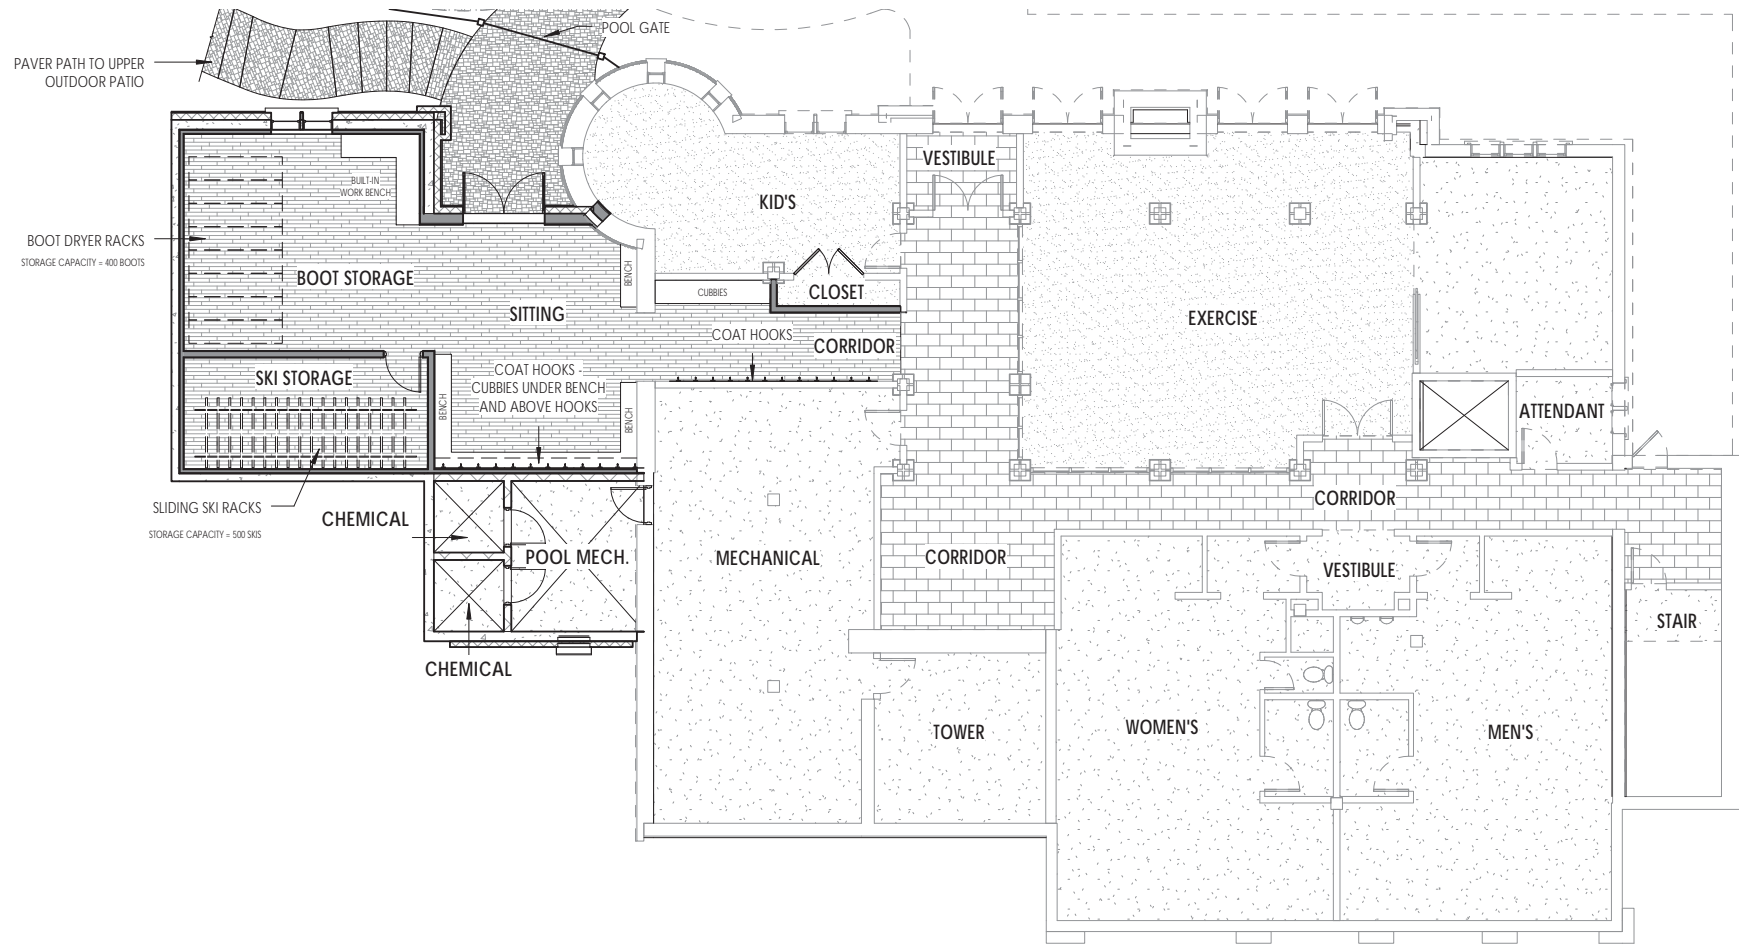 POOL GATE
PAVER PATH TO UPPER
OUTDOOR PATIO
VESTIBULE
BUILT-IN
WORK BENCH
KID'S
BOOT DRYER RACKS
STORAGE CAPACITY = 400 BOOTS
BOOT STORAGE
BENCH
CUBBIES
CLOSET
SITTING
EXERCISE
COAT HOOKS
CORRIDOR
SKI STORAGE
COAT HOOKS -
CUBBIES UNDER BENCH
AND ABOVE HOOKS
BENCH
BENCH
ATTENDANT
SLIDING SKI RACKS
STORAGE CAPACITY = 500 SKIS
CHEMICAL
CORRIDOR
POOL MECH.
MECHANICAL
CORRIDOR
VESTIBULE
STAIR
CHEMICAL
TOWER
WOMEN'S
MEN'S